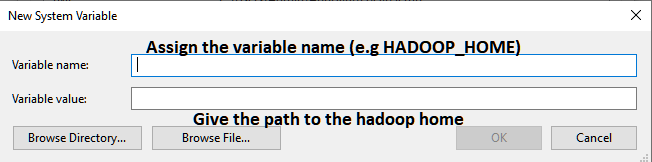 New System Variable
Assign the variable name (e.g HADOOP_HOME)
Variable name:
Variable value:
Give the path to the hadoop home
Browse Directory... Browse File... OK Cancel